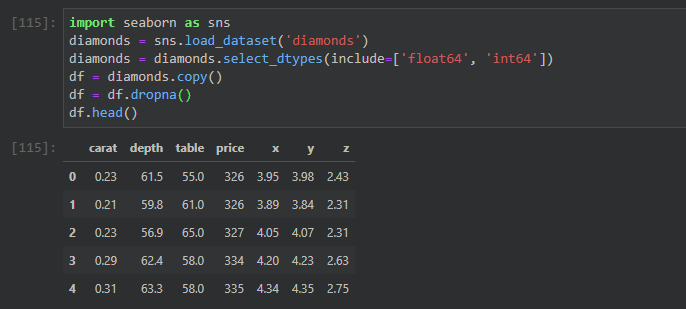 [115]: import seaborn as sns
diamonds = sns.load_dataset('diamonds')
diamonds = diamonds.select_dtypes(include=['float64', 'int64'])
df = diamonds.copy()
df = df.dropna()
df.head()
[115]: carat depth table price x y z
0 0.23 61.5 55.0 326 3.95 3.98 2.43
1 0.21 59.8 61.0 326 3.89 3.84 2.31
2 0.23 56.9 65.0 327 4.05 4.07 2.31
3 0.29 62.4 58.0 334 4.20 4.23 2.63
4 0.31 63.3 58.0 335 4.34 4.35 2.75